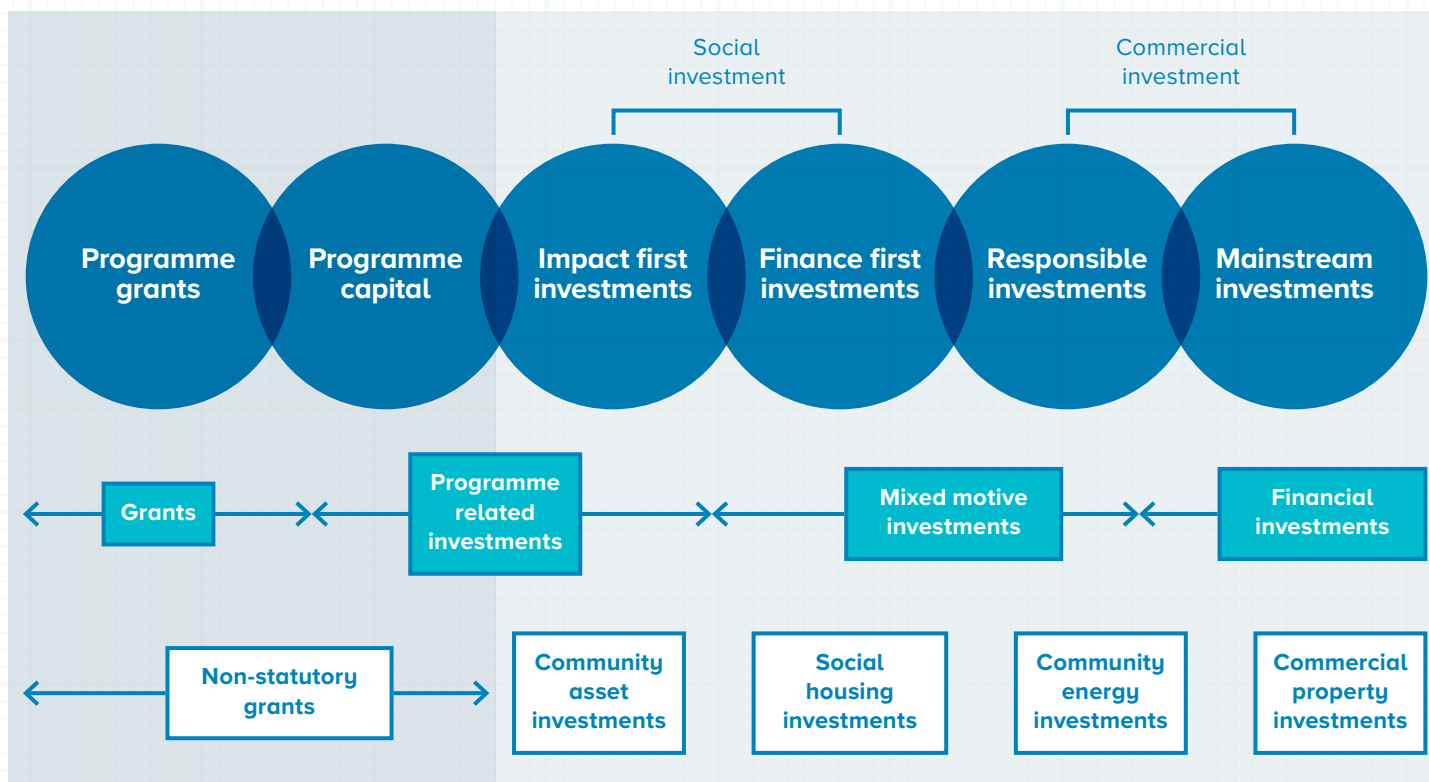 Social
investment
Commercial
investment
Programme
grants
Programme
capital
Impact first
investments
Finance first
investments
Responsible
investments
Mainstream
investments
Grants
Programme
related
investments
Mixed motive
investments
Financial
investments
Non-statutory
grants
Community
asset
investments
Social
housing
investments
Community
energy
investments
Commercial
property
investments